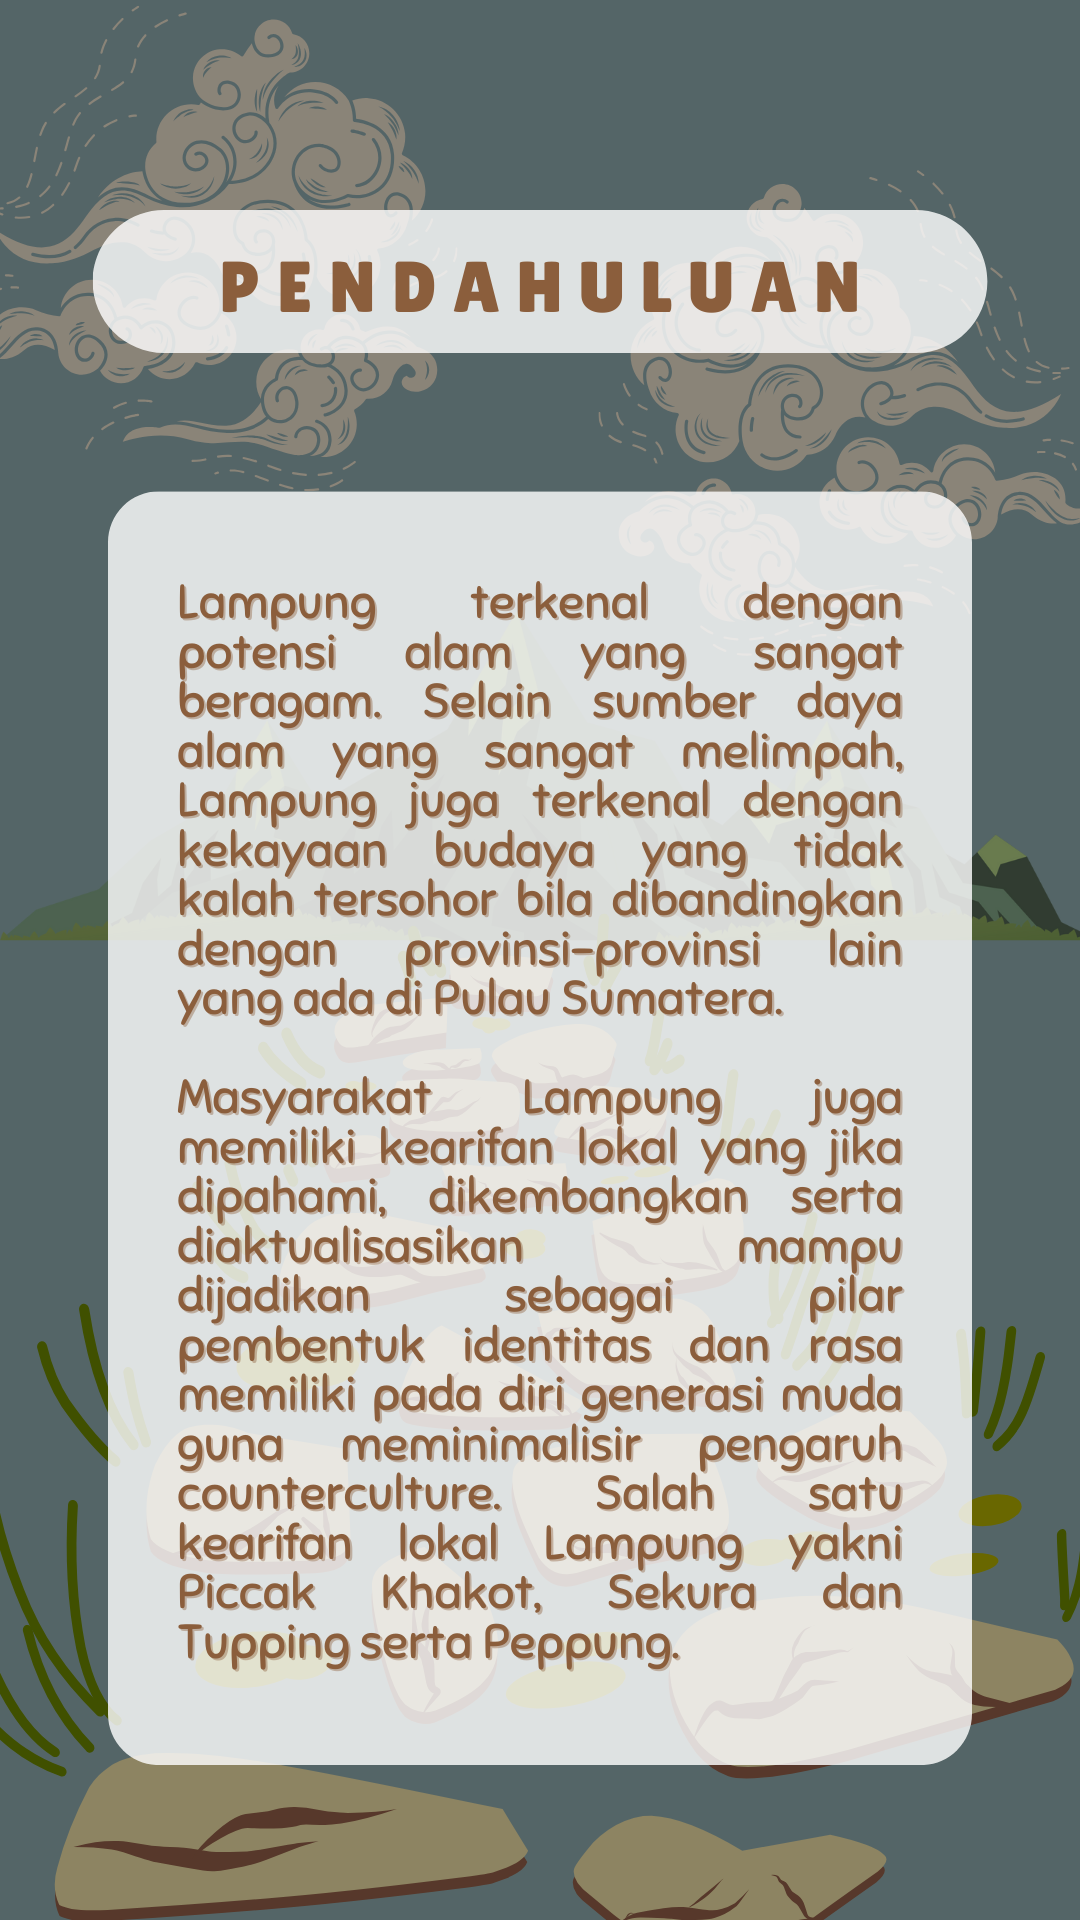 PENDAHULUAN
Lampung terkenal dengan
potensi alam yang sangat
beragam. Selain sumber daya
alam yang sangat melimpah,
Lampung juga terkenal dengan
kekayaan budaya yang tidak
kalah tersohor bila dibandingkan
dengan provinsi-provinsi lain
yang ada di Pulau Sumatera.
Masyarakat Lampung juga
memiliki kearifan lokal yang jika
dipahami, dikembangkan serta
diaktualisasikan mampu
dijadikan sebagai pilar
pembentuk identitas dan rasa
memiliki pada diri generasi muda
guna meminimalisir pengaruh
counterculture. Salah satu
kearifan lokal Lampung yakni
Piccak Khakot, Sekura dan
Tupping serta Peppung.